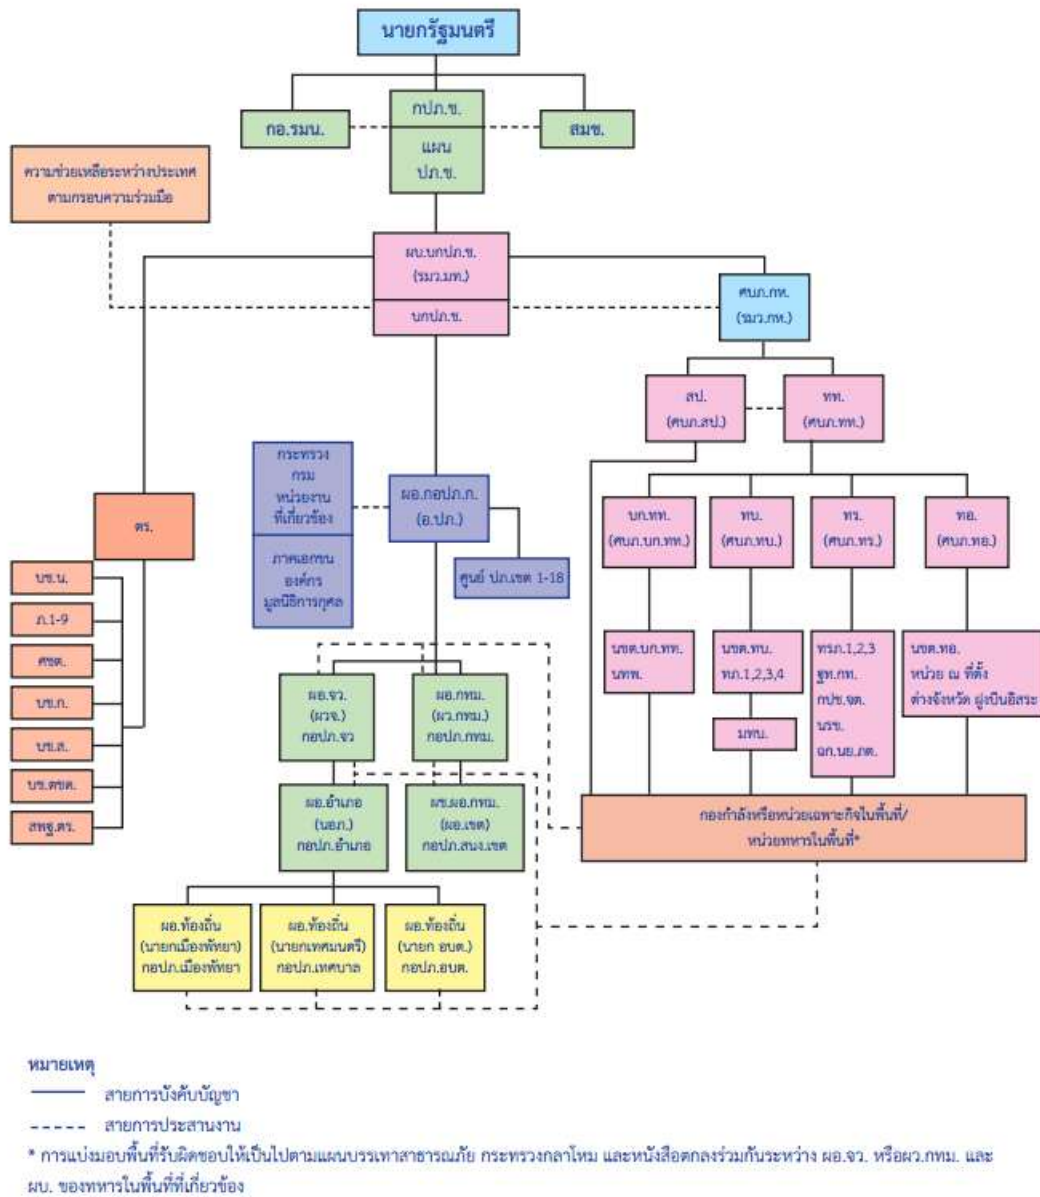 นายกรัฐมนตรี
กอ.รมน.
กปภ.ช.
แผน
ปภ.ช.
สมช.
ความช่วยเหลือระหว่างประเทศ
ตามกรอบความร่วมมือ
ผบ.บกปภ.ช.
(รมว.มท.)
บกปภ.ช.
ศบภ.กห.
(รมว.กห.)
สป.
(ศบภ.สป.)
ทท.
(ศบภ.ทท.)
กระทรวง
กรม
หน่วยงาน
ที่เกี่ยวข้อง
ภาคเอกชน
องค์กร
มูลนิธิการกุศล
ผอ.กอปภ.ก.
(อ.ปภ.)
ศูนย์ ปภ.เขต 1-18
ตร.
บช.น.
ภ.1-9
ศชต.
บช.ก.
บช.ส.
บช.ตชด.
สพฐ.ตร.
บก.ทท.
(ศบภ.บก.ทท.)
ทบ.
(ศบภ.ทบ.)
ทร.
(ศบภ.ทร.)
ทอ.
(ศบภ.ทอ.)
นขต.บก.ทท.
นทพ.
นขต.ทบ.
ทภ.1,2,3,4
มทบ.
ทรภ.1,2,3
ฐท.กท.
กปช.จต.
นรข.
ฉก.นย.ภต.
นขต.ทอ.
หน่วย ณ ที่ตั้ง
ต่างจังหวัด ฝูงบินอิสระ
ผอ.จว.
(ผวจ.)
กอปภ.จว
ผอ.กทม.
(ผว.กทม.)
กอปภ.กทม.
ผอ.อำเภอ
(นอภ.)
กอปภ.อำเภอ
ผช.ผอ.กทม.
(ผอ.เขต)
กอปภ.สนง.เขต
กองกำลังหรือหน่วยเฉพาะกิจในพื้นที่/
หน่วยทหารในพื้นที่*
ผอ.ท้องถิ่น
(นายกเมืองพัทยา)
กอปภ.เมืองพัทยา
ผอ.ท้องถิ่น
(นายกเทศมนตรี)
กอปภ.เทศบาล
ผอ.ท้องถิ่น
(นายก อบต.)
กอปภ.อบต.
หมายเหตุ
สายการบังคับบัญชา
สายการประสานงาน
* การแบ่งมอบพื้นที่รับผิดชอบให้เป็นไปตามแผนบรรเทาสาธารณภัย กระทรวงกลาโหม และหนังสือตกลงร่วมกันระหว่าง ผอ.จว. หรือผว.กทม. และ
ผบ. ของทหารในพื้นที่ที่เกี่ยวข้อง